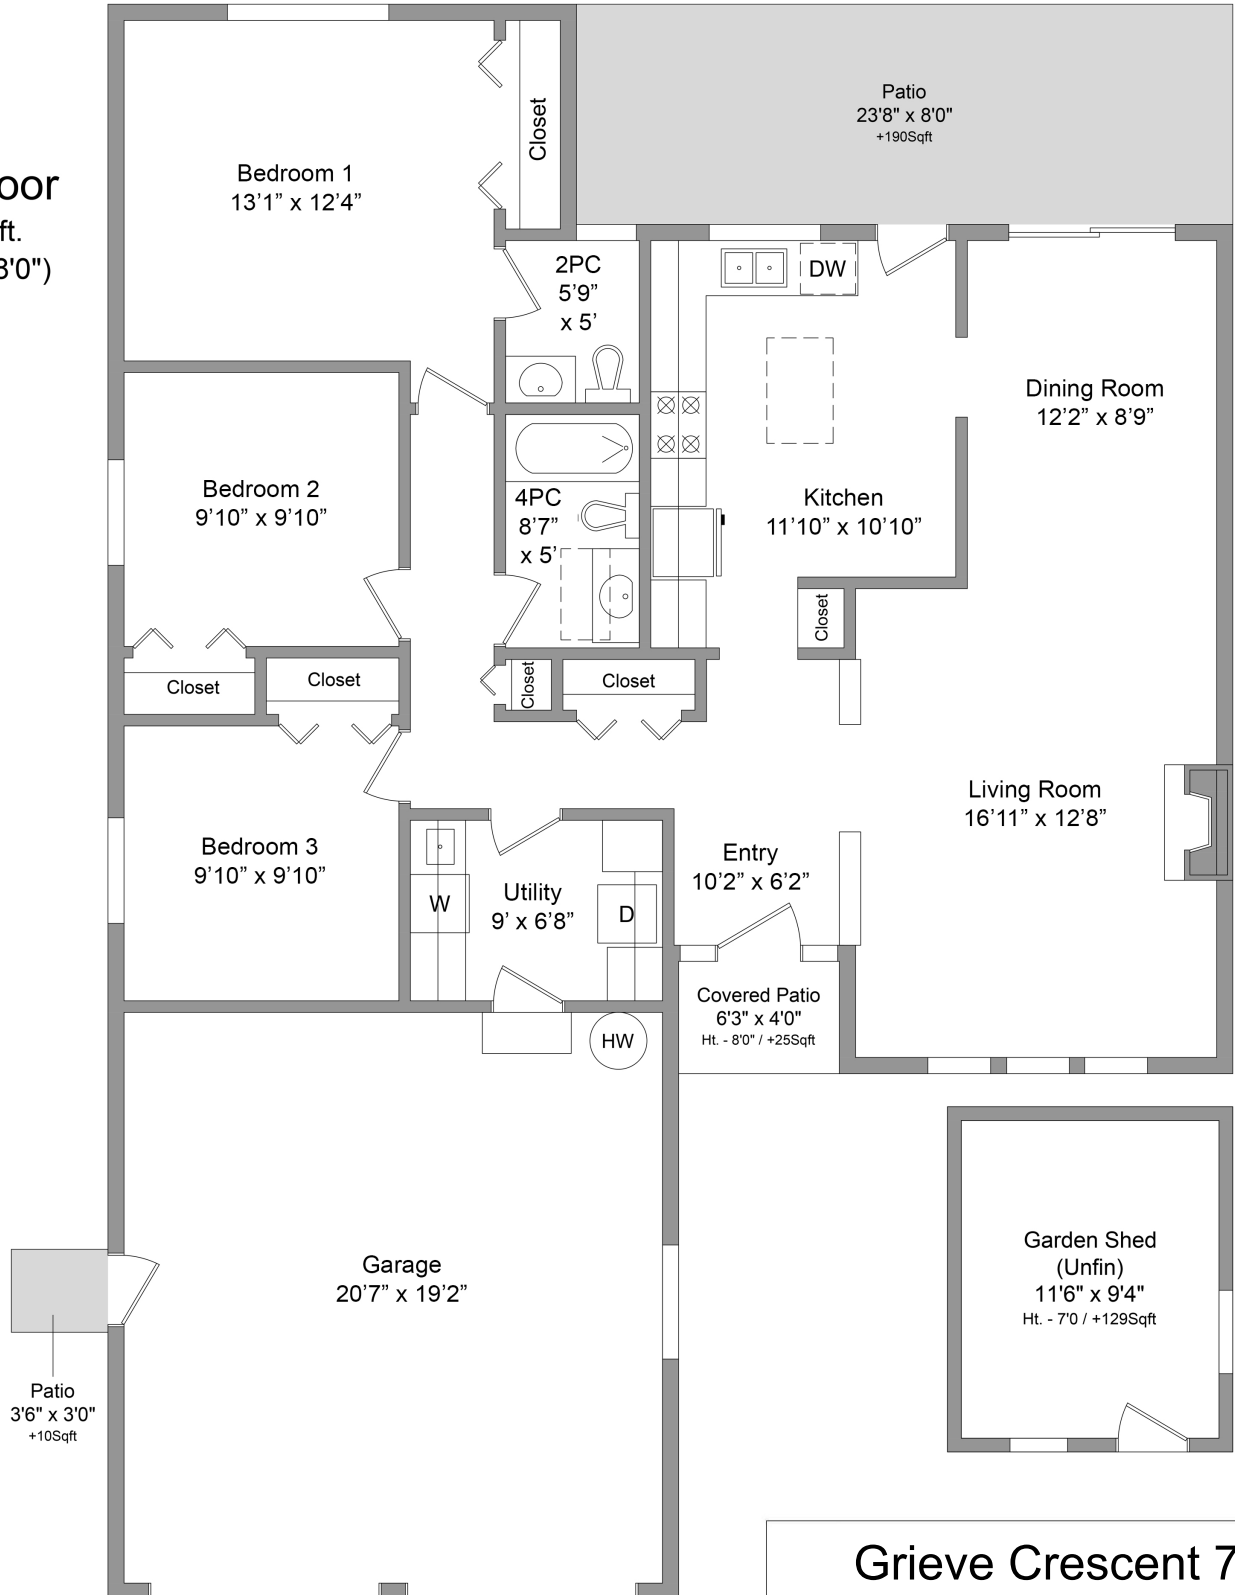 Patio
23'8" x 8'0"
+190Sqft
Closet
Bedroom 1
13’1” x 12’4”
oor
ft.
8'0")
2PC
5’9”
x 5’
DW
Dining Room
12’2” x 8’9”
Bedroom 2
9’10” x 9’10”
4PC
8’7”
x 5’
Kitchen
11’10” x 10’10”
Closet
Closet
Closet
Closet
Closet
Living Room
16’11” x 12’8”
Bedroom 3
9’10” x 9’10”
Entry
10’2” x 6’2”
Utility
9’ x 6’8”
W
D
Covered Patio
6'3" x 4'0"
Ht. - 8'0" / +25Sqft
HW
Garage
20’7” x 19’2”
Garden Shed
(Unfin)
11'6" x 9'4"
Ht. - 7'0 / +129Sqft
Patio
3'6" x 3'0"
+10Sqft
Grieve Crescent 7